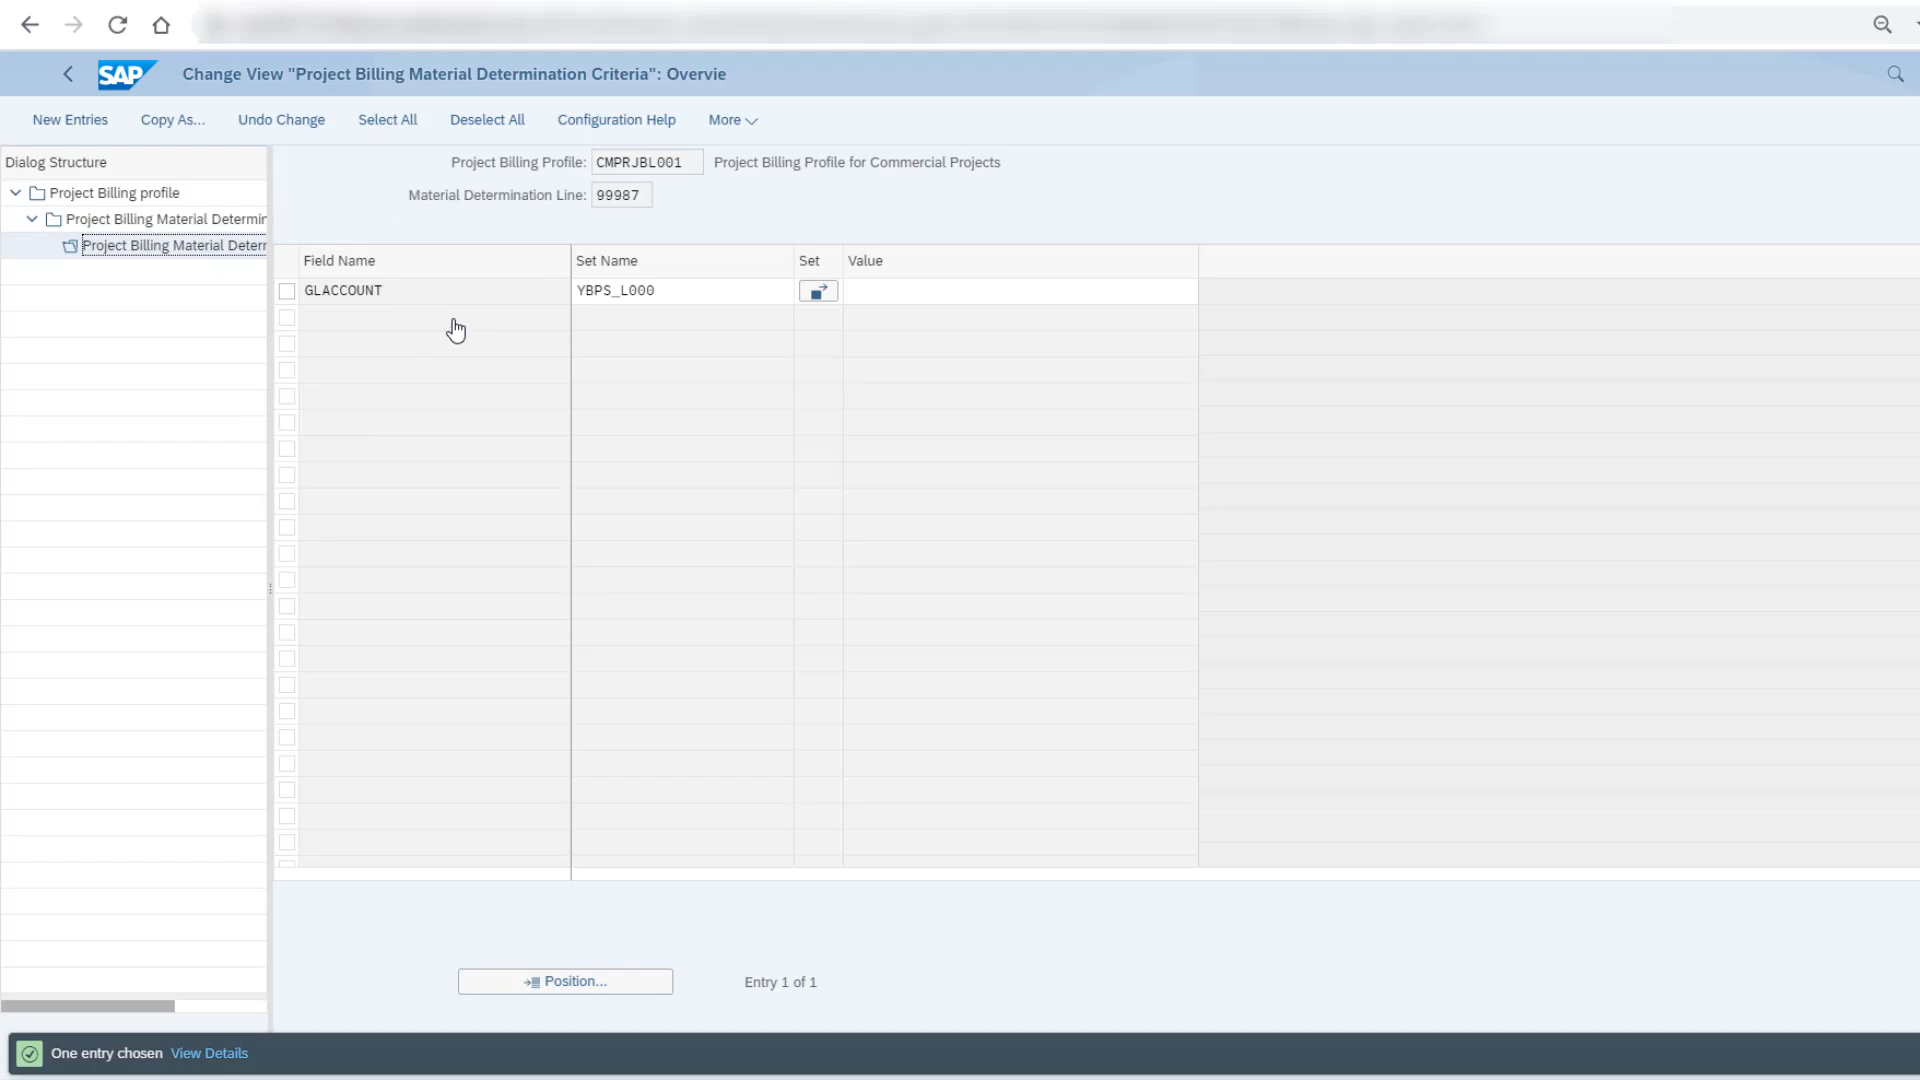 SAP Change View "Project Billing Material Determination Criteria": Overvie
New Entries Copy As... Undo Change Select All Deselect All Configuration Help More
Dialog Structure
Project Billing profile
Project Billing Material Determin
Project Billing Material Deterr
Project Billing Profile: CMPRJBL001 Project Billing Profile for Commercial Projects
Material Determination Line: 99987
Field Name Set Name Set Value
GLACCOUNT YBPS_L000
Position... Entry 1 of 1
One entry chosen View Details